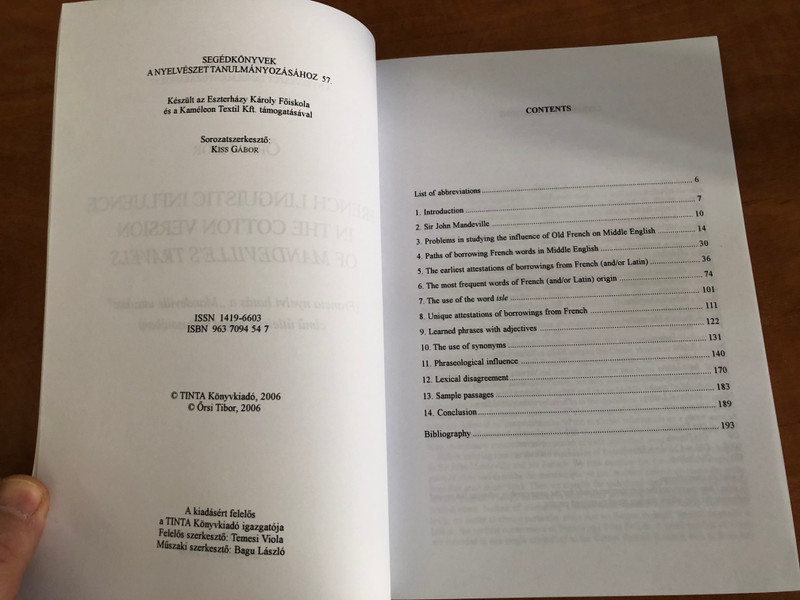 SEGÉDKÖNYVEK
A NYELVÉSZET TANULMÁNYOZÁSÁHOZ 57.
Készült az Eszterházy Károly Főiskola
és a Kaméleon Textil Kft. támogatásával
Sorozatszerkesztő:
KISS GÁBOR
ISSN 1419-6603
ISBN 963 7094 54 7
© TINTA Könyvkiadó, 2006
© Őrsi Tibor, 2006
A kiadásért felelős
a TINTA Könyvkiadó igazgatója
Felelős szerkesztő: Temesi Viola
Műszaki szerkesztő: Bagu László
CONTENTS
List of abbreviations 6
1. Introduction 7
2. Sir John Mandeville 10
3. Problems in studying the influence of Old French on Middle English 14
4. Paths of borrowing French words in Middle English 30
5. The earliest attestations of borrowings from French (and/or Latin) 36
6. The most frequent words of French (and/or Latin) origin 74
7. The use of the word isle 101
8. Unique attestations of borrowings from French 111
9. Learned phrases with adjectives 122
10. The use of synonyms 131
11. Phraseological influence 140
12. Lexical disagreement 170
13. Sample passages 183
14. Conclusion 189
Bibliography 193